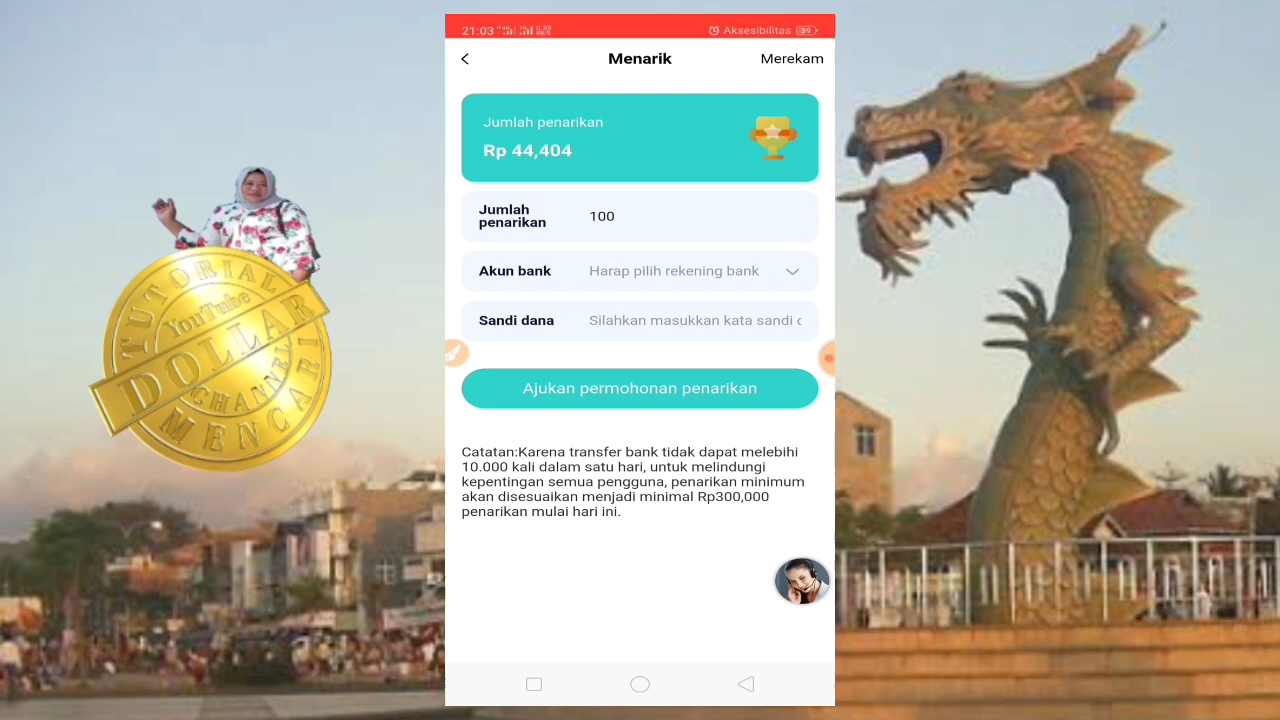 TUTORIAL
YouTube
DOLLAR
CHANNEL
MENCARI
21:03
0.59
KB/S
Aksesibilitas
39
Menarik
Merekam
Jumlah penarikan
Rp 44,404
Jumlah
penarikan
100
Akun bank
Harap pilih rekening bank
Sandi dana
Silahkan masukkan kata sandi
Ajukan permohonan penarikan
Catatan:Karena transfer bank tidak dapat melebihi
10.000 kali dalam satu hari, untuk melindungi
kepentingan semua pengguna, penarikan minimum
akan disesuaikan menjadi minimal Rp300,000
penarikan mulai hari ini.